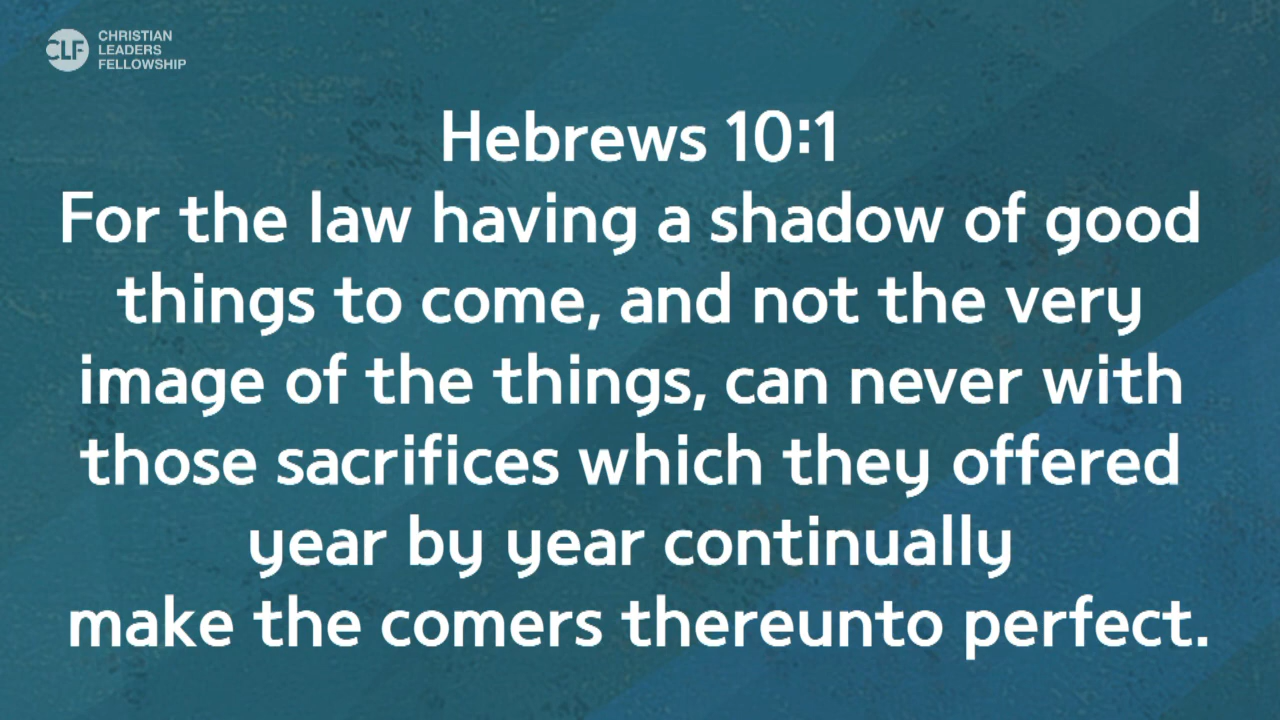 CLF
CHRISTIAN
LEADERS
FELLOWSHIP
Hebrews 10:1
For the law having a shadow of good
things to come, and not the very
image of the things, can never with
those sacrifices which they offered
year by year continually
make the comers thereunto perfect.